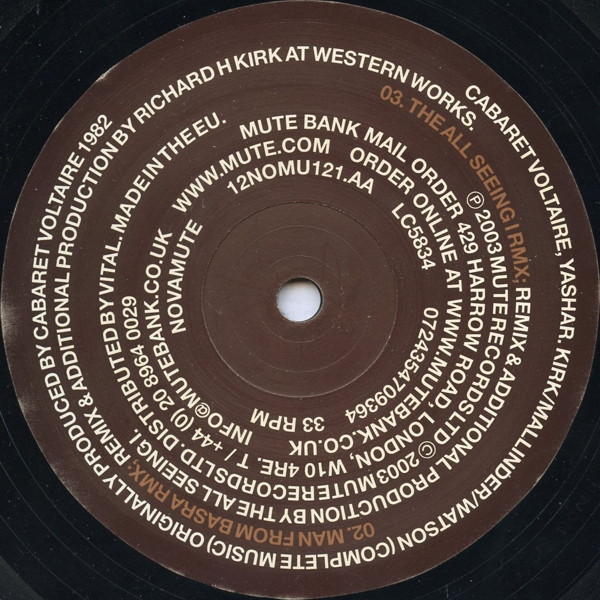 CABARET VOLTAIRE, YASHAR. KIRK/MALLINDER/WATSON (COMPLETE MUSIC) ORIGINALLY PRODUCED BY CABARET VOLTAIRE 1982
02. MAN FROM BASRA RMX; REMIX & ADDITIONAL PRODUCTION BY RICHARD H KIRK AT WESTERN WORKS.
03. THE ALL SEEING I RMX; REMIX & ADDITIONAL PRODUCTION BY THE ALL SEEING I.
℗ 2003 MUTE RECORDS LTD © 2003 MUTE RECORDS LTD. DISTRIBUTED BY VITAL. MADE IN THE EU.
MUTE BANK MAIL ORDER 429 HARROW ROAD, LONDON, W10 4RE. T / +44 (0) 20 8964 0029
ORDER ONLINE AT WWW.MUTEBANK.CO.UK INFO@MUTEBANK.CO.UK WWW.MUTE.COM
12NOMU121.AA LC5834 0724354709364 33 RPM NOVAMUTE